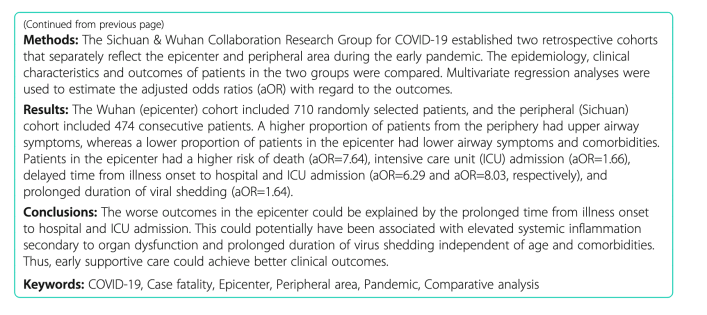 (Continued from previous page)
Methods: The Sichuan & Wuhan Collaboration Research Group for COVID-19 established two retrospective cohorts
that separately reflect the epicenter and peripheral area during the early pandemic. The epidemiology, clinical
characteristics and outcomes of patients in the two groups were compared. Multivariate regression analyses were
used to estimate the adjusted odds ratios (aOR) with regard to the outcomes.
Results: The Wuhan (epicenter) cohort included 710 randomly selected patients, and the peripheral (Sichuan)
cohort included 474 consecutive patients. A higher proportion of patients from the periphery had upper airway
symptoms, whereas a lower proportion of patients in the epicenter had lower airway symptoms and comorbidities.
Patients in the epicenter had a higher risk of death (aOR=7.64), intensive care unit (ICU) admission (aOR=1.66),
delayed time from illness onset to hospital and ICU admission (aOR=6.29 and aOR=8.03, respectively), and
prolonged duration of viral shedding (aOR=1.64).
Conclusions: The worse outcomes in the epicenter could be explained by the prolonged time from illness onset
to hospital and ICU admission. This could potentially have been associated with elevated systemic inflammation
secondary to organ dysfunction and prolonged duration of virus shedding independent of age and comorbidities.
Thus, early supportive care could achieve better clinical outcomes.
Keywords: COVID-19, Case fatality, Epicenter, Peripheral area, Pandemic, Comparative analysis